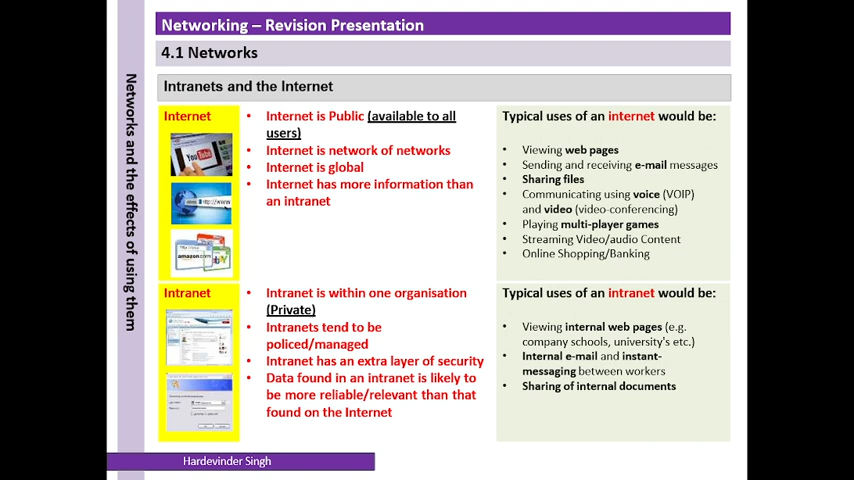 Networking – Revision Presentation
4.1 Networks
Networks and the effects of using them
Intranets and the Internet
Internet
YouTube
http://www
amazon.com
ebY
• Internet is Public (available to all
users)
• Internet is network of networks
• Internet is global
• Internet has more information than
an intranet
Typical uses of an internet would be:
• Viewing web pages
• Sending and receiving e-mail messages
• Sharing files
• Communicating using voice (VOIP)
and video (video-conferencing)
• Playing multi-player games
• Streaming Video/audio Content
• Online Shopping/Banking
Intranet
• Intranet is within one organisation
(Private)
• Intranets tend to be
policed/managed
• Intranet has an extra layer of security
• Data found in an intranet is likely to
be more reliable/relevant than that
found on the Internet
Typical uses of an intranet would be:
• Viewing internal web pages (e.g.
company schools, university's etc.)
• Internal e-mail and instant-
messaging between workers
• Sharing of internal documents
Hardevinder Singh